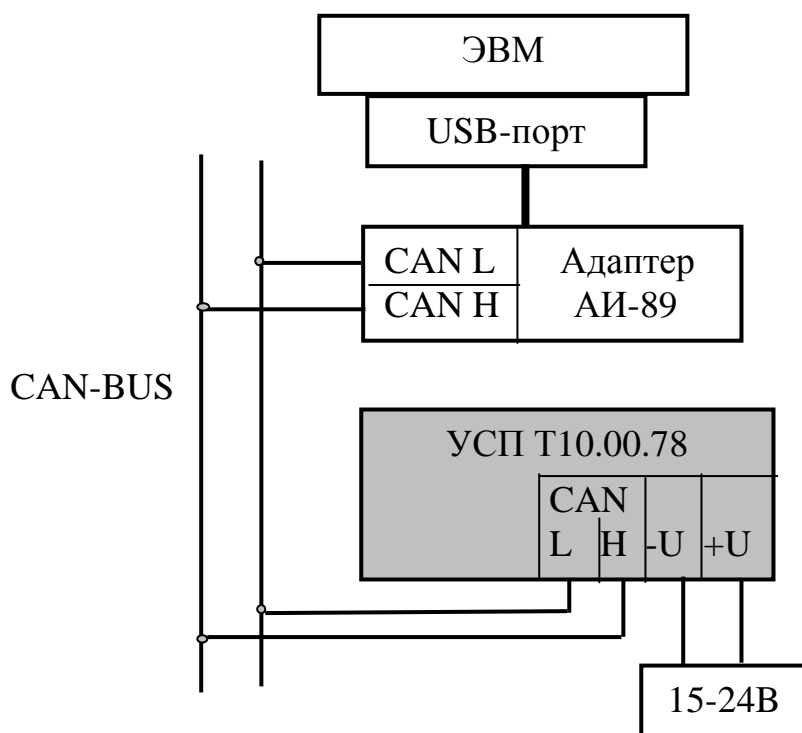 ЭВМ
USB-порт
CAN L
CAN H
Адаптер
АИ-89
CAN-BUS
УСП Т10.00.78
CAN
L H -U +U
15-24В